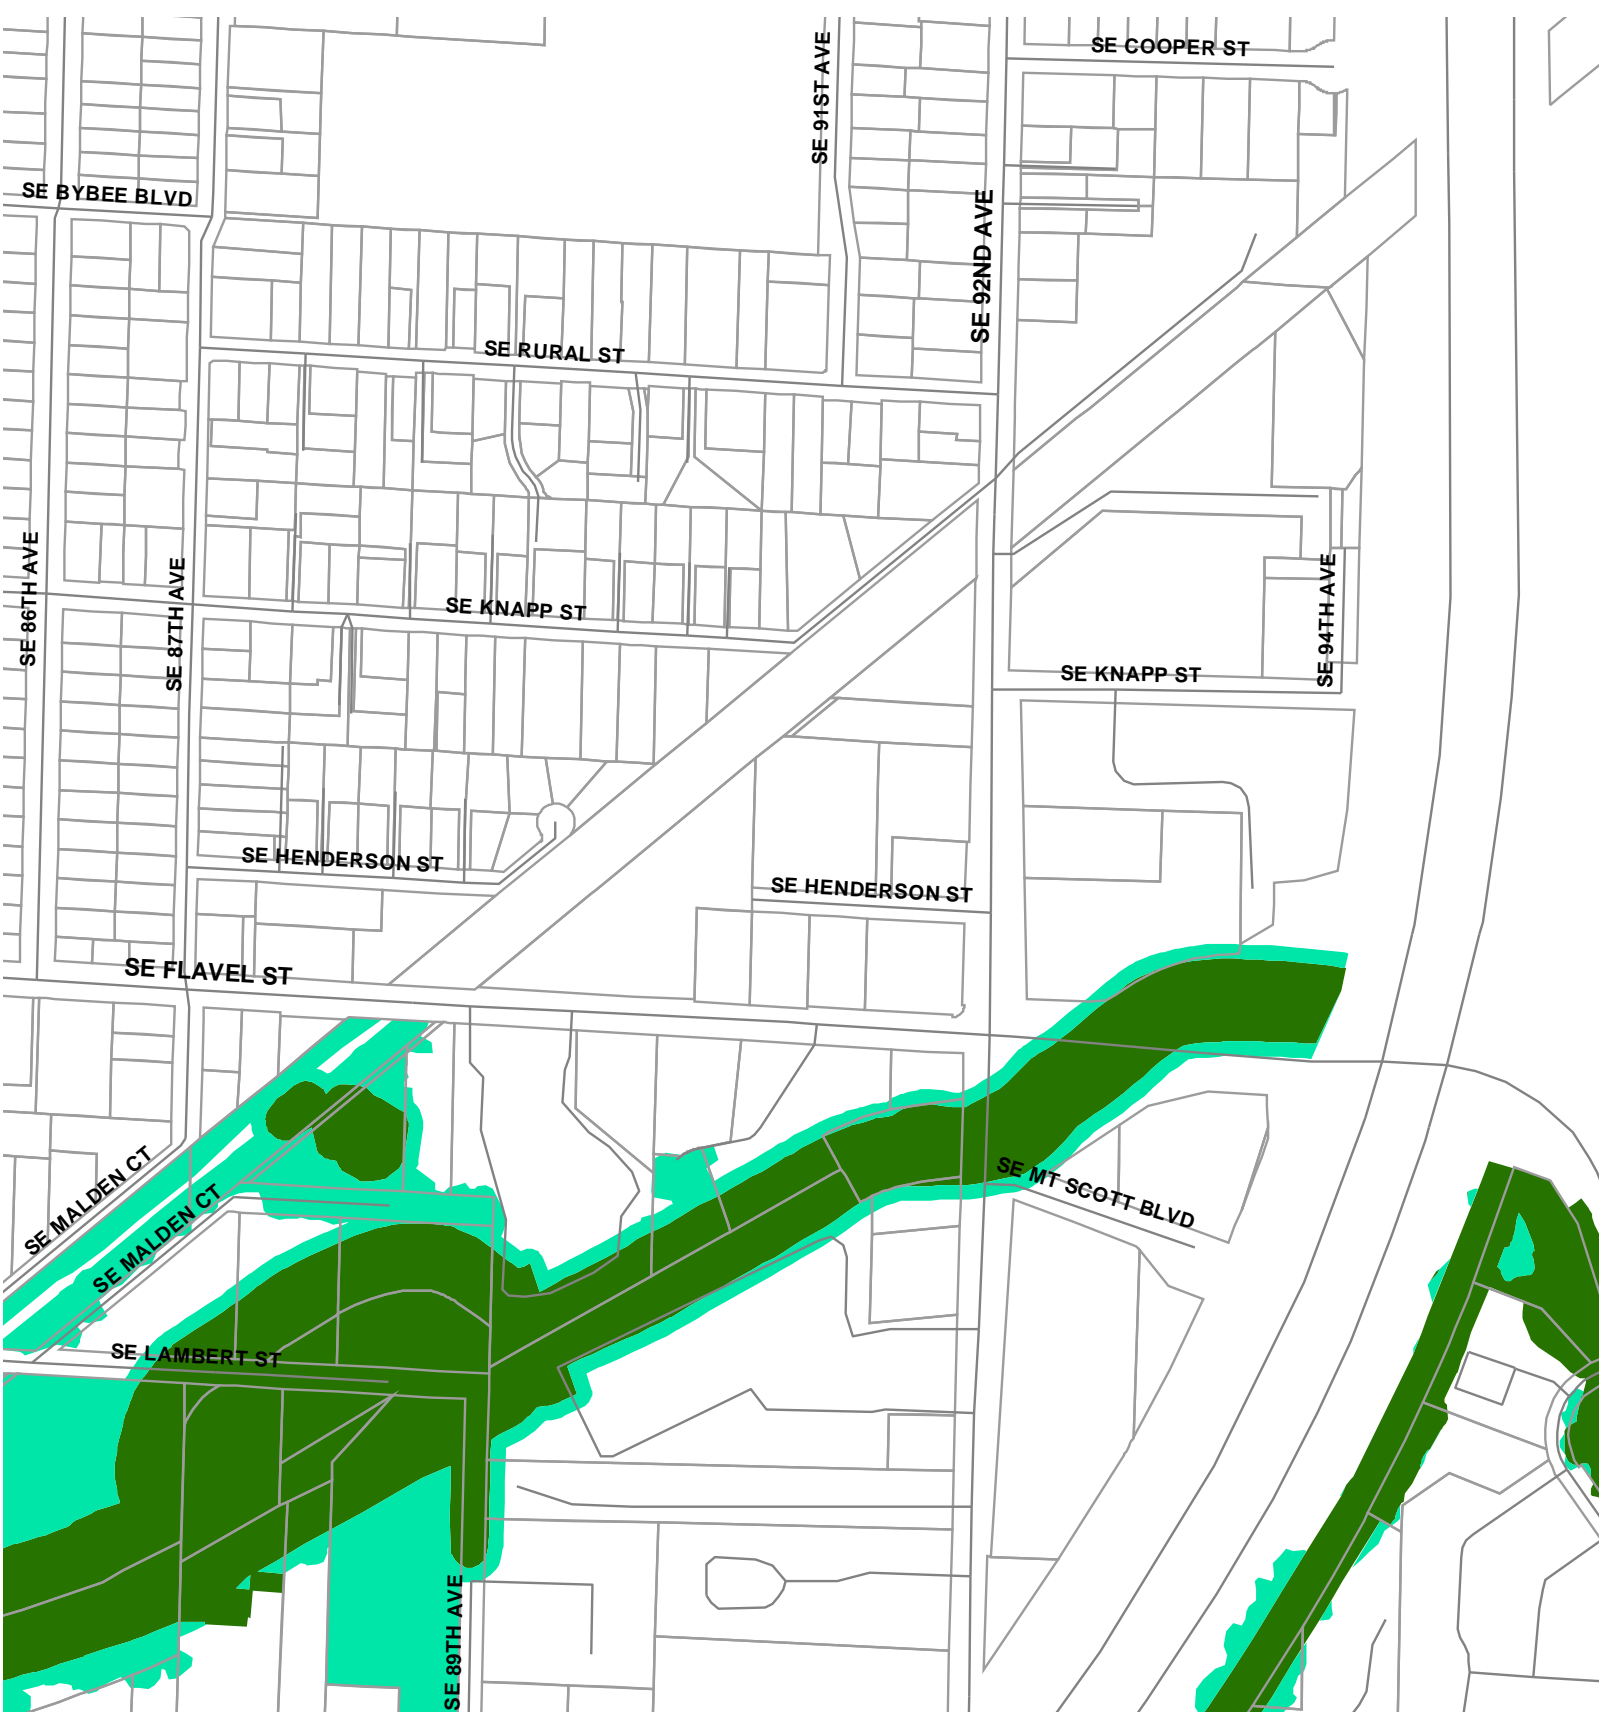 SE COOPER ST
SE 91ST AVE
SE BYBEE BLVD
SE 92ND AVE
SE RURAL ST
SE 86TH AVE
SE 87TH AVE
SE KNAPP ST
SE 94TH AVE
SE KNAPP ST
SE HENDERSON ST
SE HENDERSON ST
SE FLAVEL ST
SE MALDEN CT
SE MALDEN CT
SE MT SCOTT BLVD
SE LAMBERT ST
SE 89TH AVE